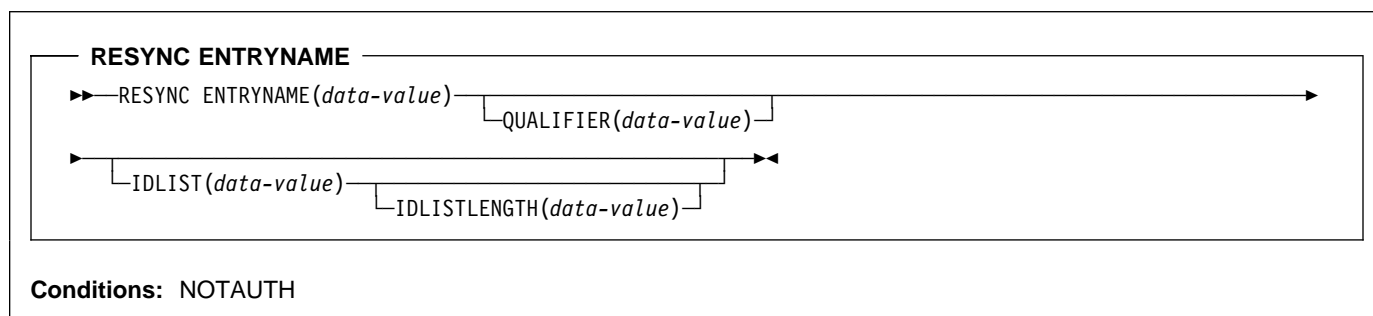 RESYNC ENTRYNAME
►►──RESYNC ENTRYNAME(data-value)──QUALIFIER(data-value)──►
►──IDLIST(data-value)──IDLISTLENGTH(data-value)──►◄
Conditions: NOTAUTH